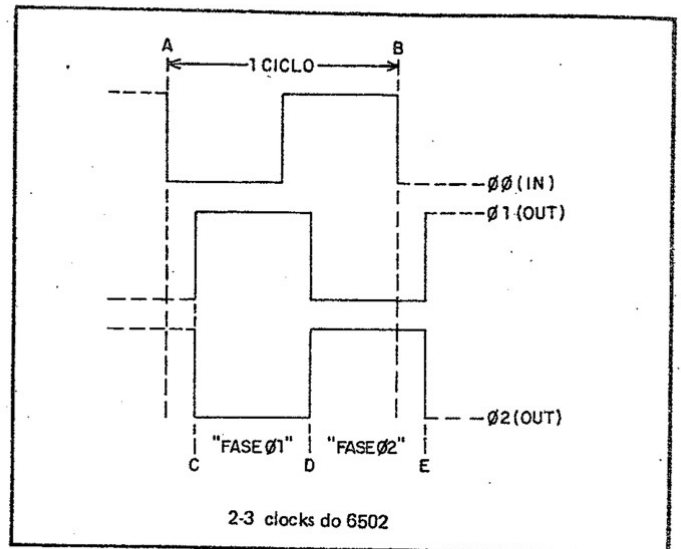 A B
1 CICLO
ØØ (IN)
Ø1 (OUT)
Ø2 (OUT)
"FASE Ø1" "FASE Ø2"
C D E
2-3 clocks do 6502